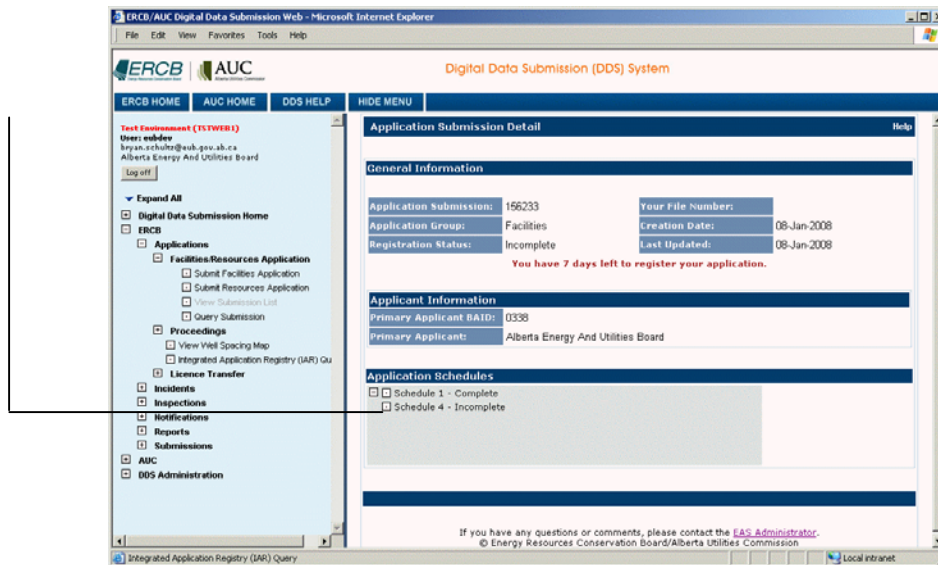 ERCB/AUC Digital Data Submission Web - Microsoft Internet Explorer
File Edit View Favorites Tools Help
ERCB AUC
Digital Data Submission (DDS) System
ERCB HOME AUC HOME DDS HELP HIDE MENU
Test Environment (TSTWEB1)
User: eubdev
bryan.schultz@eub.gov.ab.ca
Alberta Energy And Utilities Board
Log off
Expand All
Digital Data Submission Home
ERCB
Applications
Facilities/Resources Application
Submit Facilities Application
Submit Resources Application
View Submission List
Query Submission
Proceedings
View Well Spacing Map
Integrated Application Registry (IAR) Qu
Licence Transfer
Incidents
Inspections
Notifications
Reports
Submissions
AUC
DDS Administration
Application Submission Detail Help
General Information
Application Submission: 156233 Your File Number:
Application Group: Facilities Creation Date: 08-Jan-2008
Registration Status: Incomplete Last Updated: 08-Jan-2008
You have 7 days left to register your application.
Applicant Information
Primary Applicant BAID: 0338
Primary Applicant: Alberta Energy And Utilities Board
Application Schedules
Schedule 1 - Complete
Schedule 4 - Incomplete
If you have any questions or comments, please contact the EAS Administrator.
© Energy Resources Conservation Board/Alberta Utilities Commission
Integrated Application Registry (IAR) Query Local intranet